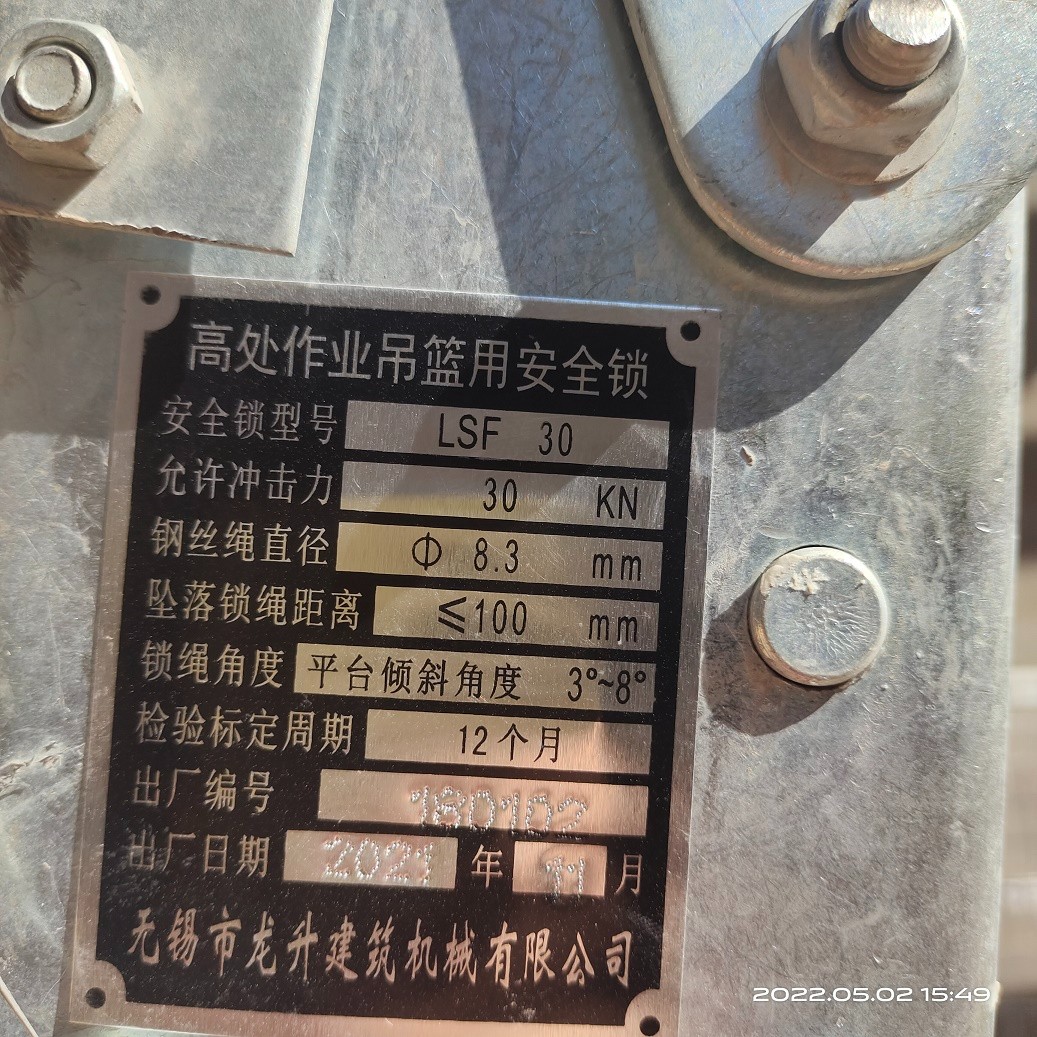 高处作业吊篮用安全锁
安全锁型号 LSF 30
允许冲击力 30 KN
钢丝绳直径 Φ 8.3 mm
坠落锁绳距离 ≤100 mm
锁绳角度 平台倾斜角度 3°~8°
检验标定周期 12个月
出厂编号 180102
出厂日期 2021 年 11 月
无锡市龙升建筑机械有限公司
2022.05.02 15:49